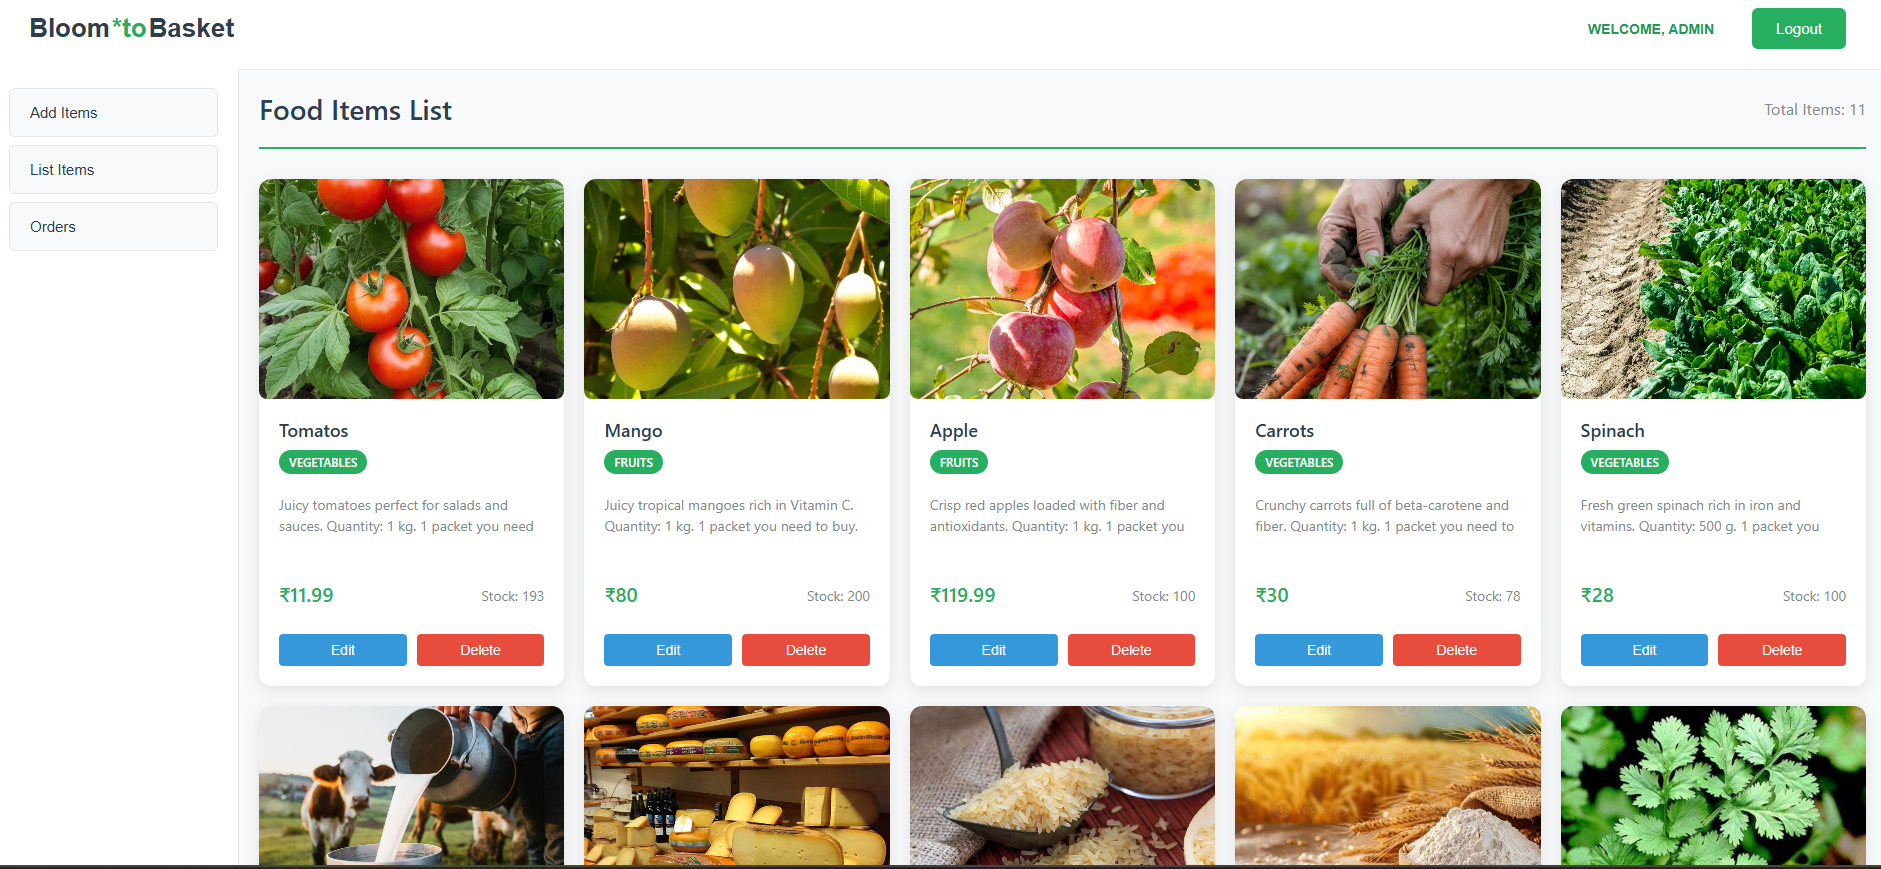 Bloom*toBasket
WELCOME, ADMIN
Logout
Add Items
List Items
Orders
Food Items List
Total Items: 11
Tomatos
VEGETABLES
Juicy tomatoes perfect for salads and
sauces. Quantity: 1 kg. 1 packet you need
₹11.99
Stock: 193
Edit
Delete
Mango
FRUITS
Juicy tropical mangoes rich in Vitamin C.
Quantity: 1 kg. 1 packet you need to buy.
₹80
Stock: 200
Edit
Delete
Apple
FRUITS
Crisp red apples loaded with fiber and
antioxidants. Quantity: 1 kg. 1 packet you
₹119.99
Stock: 100
Edit
Delete
Carrots
VEGETABLES
Crunchy carrots full of beta-carotene and
fiber. Quantity: 1 kg. 1 packet you need to
₹30
Stock: 78
Edit
Delete
Spinach
VEGETABLES
Fresh green spinach rich in iron and
vitamins. Quantity: 500 g. 1 packet you
₹28
Stock: 100
Edit
Delete